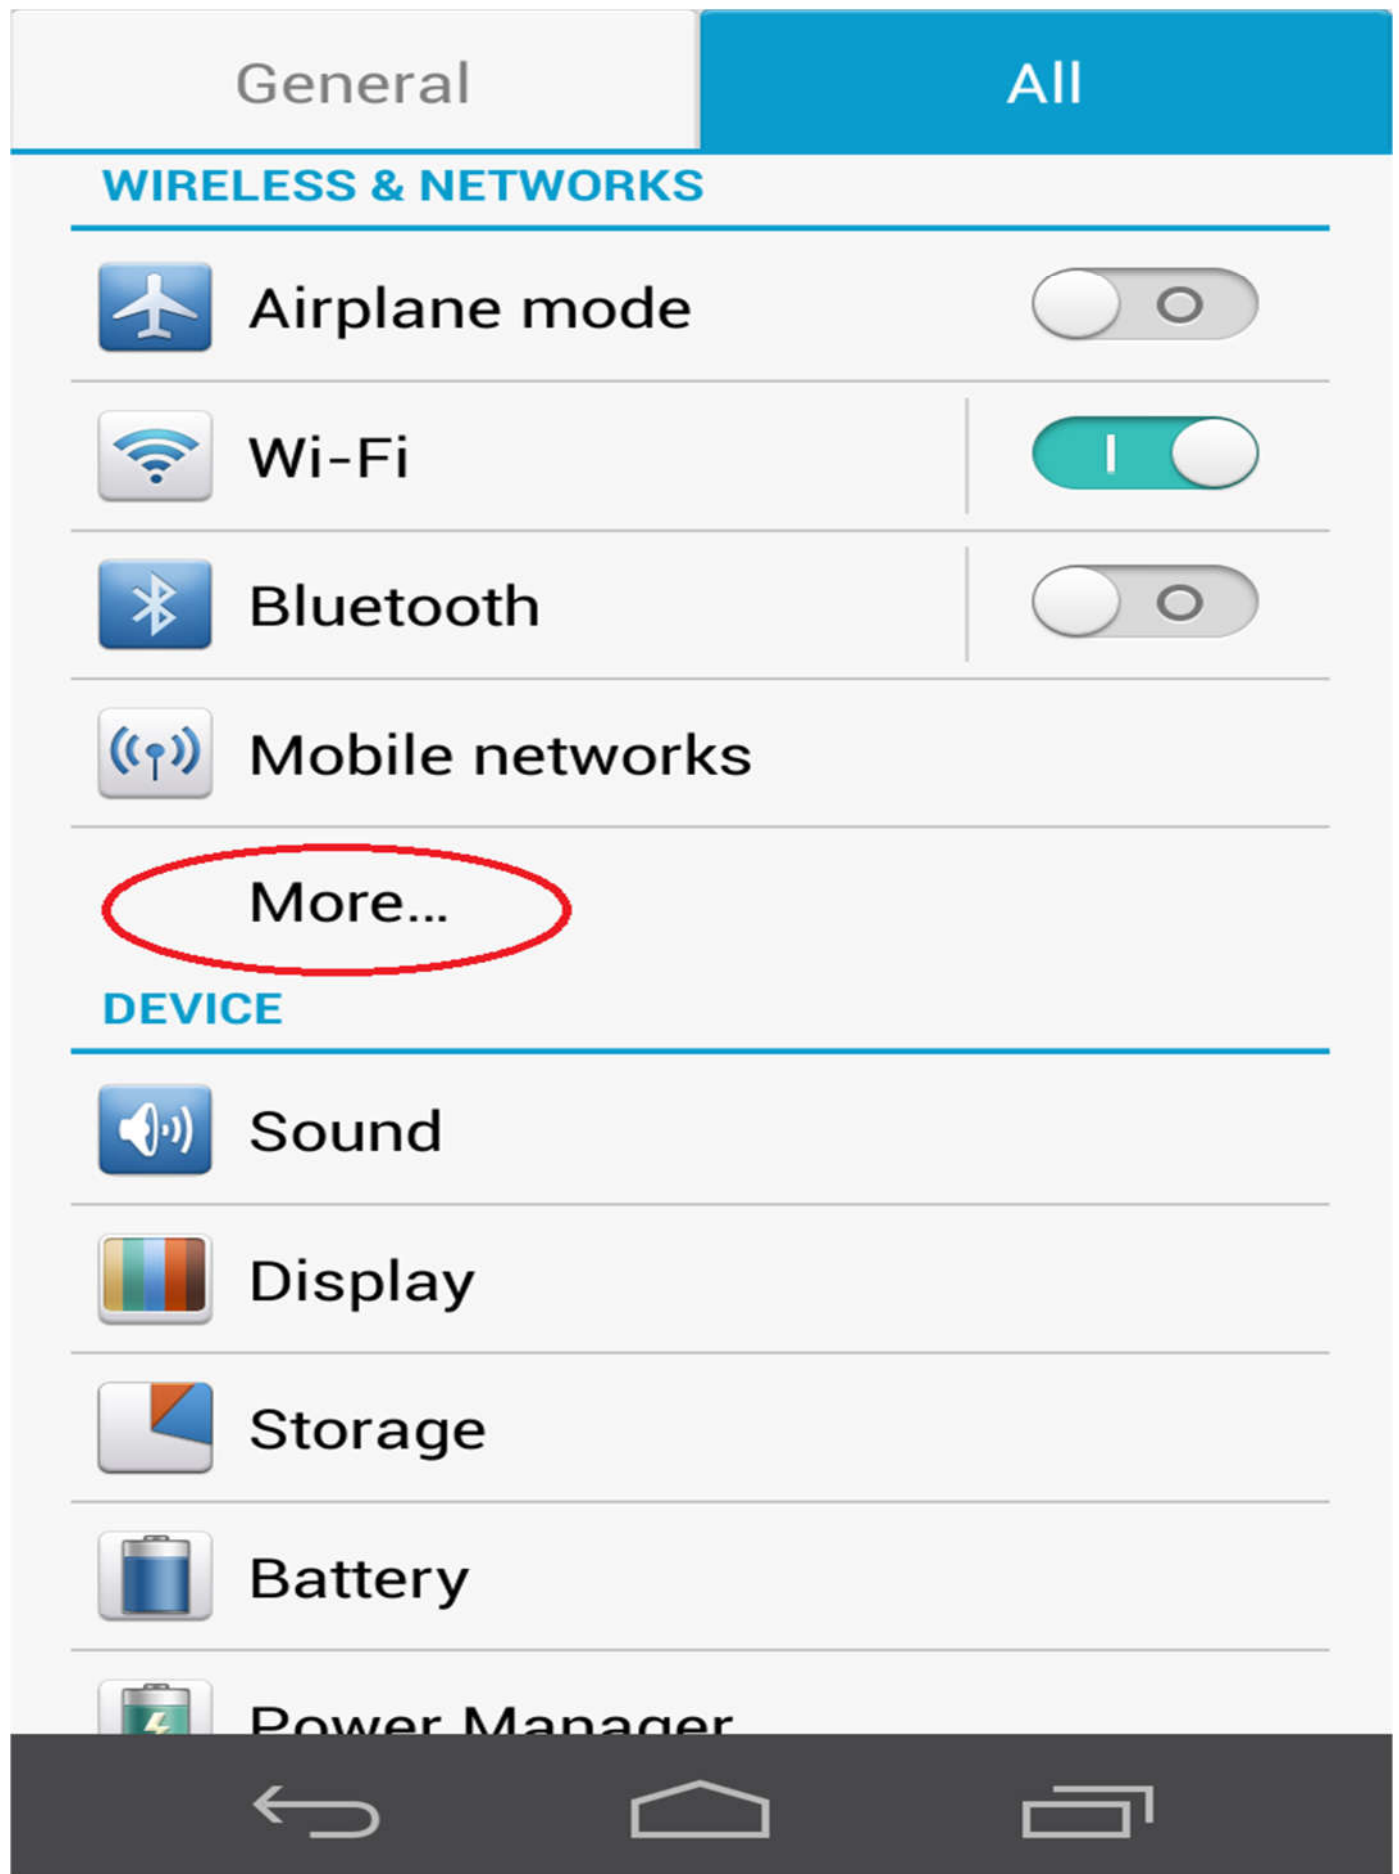 General
All
WIRELESS & NETWORKS
Airplane mode
Wi-Fi
Bluetooth
Mobile networks
More...
DEVICE
Sound
Display
Storage
Battery
Power Manager